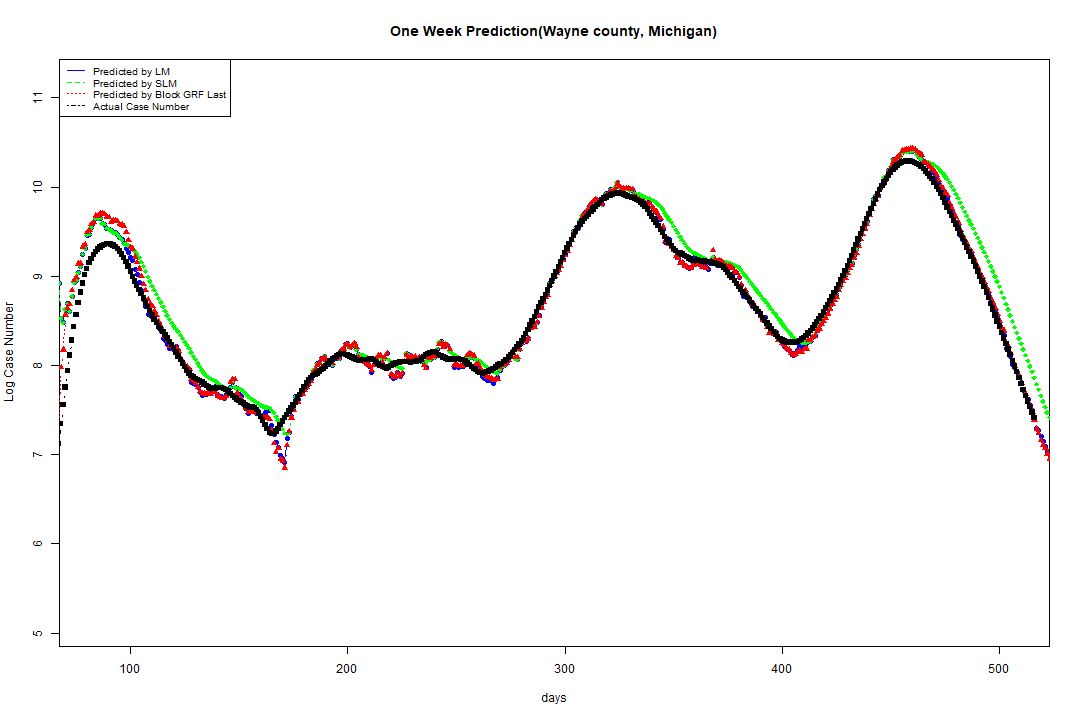 One Week Prediction(Wayne county, Michigan)
Predicted by LM
Predicted by SLM
Predicted by Block GRF Last
Actual Case Number
Log Case Number
11
10
9
8
7
6
5
100 200 300 400 500
days